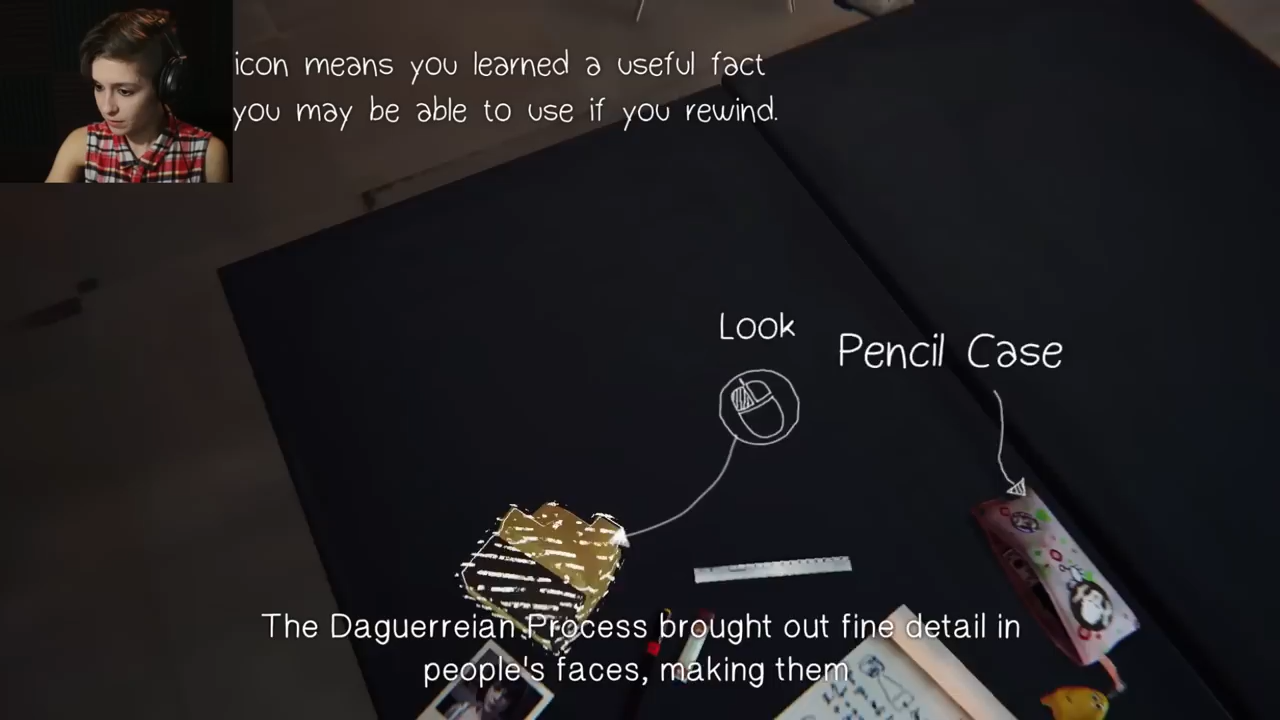 icon means you learned a useful fact
you may be able to use if you rewind.
Look
Pencil Case
The Daguerreian Process brought out fine detail in
people's faces, making them